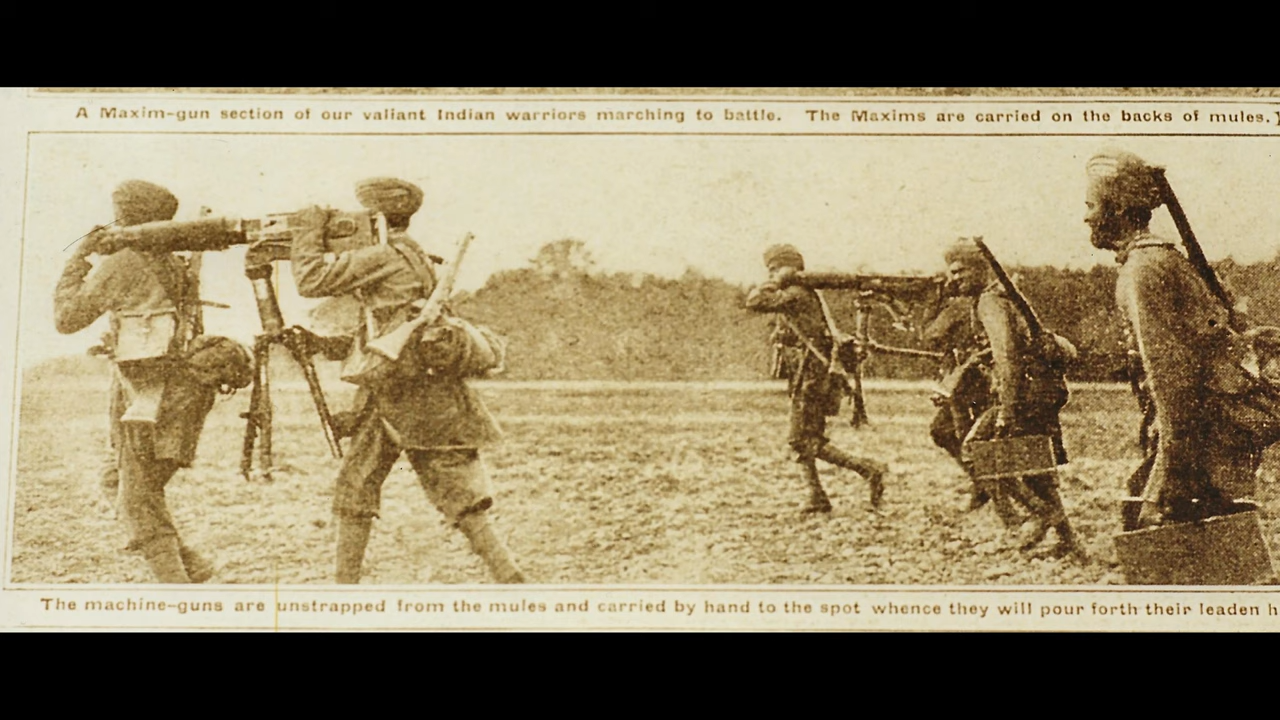 A Maxim-gun section of our valiant Indian warriors marching to battle. The Maxims are carried on the backs of mules.
The machine-guns are unstrapped from the mules and carried by hand to the spot whence they will pour forth their leaden